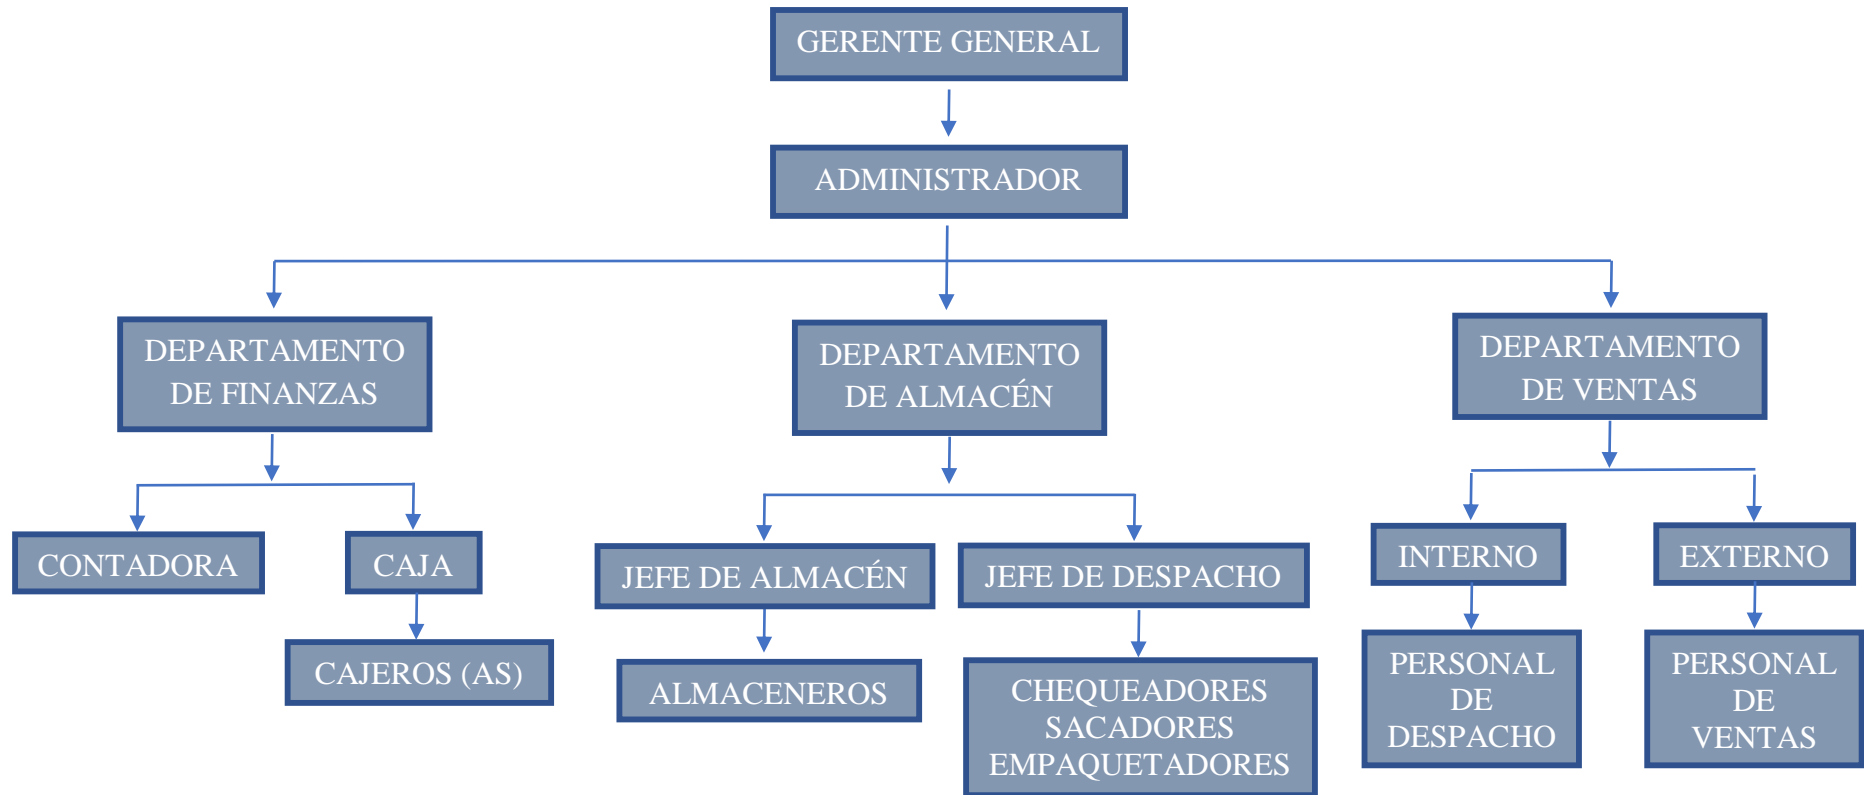 GERENTE GENERAL
ADMINISTRADOR
DEPARTAMENTO
DE FINANZAS
DEPARTAMENTO
DE ALMACÉN
DEPARTAMENTO
DE VENTAS
CONTADORA
CAJA
JEFE DE ALMACÉN
JEFE DE DESPACHO
INTERNO
EXTERNO
CAJEROS (AS)
ALMACENEROS
CHEQUEADORES
SACADORES
EMPAQUETADORES
PERSONAL
DE
DESPACHO
PERSONAL
DE
VENTAS